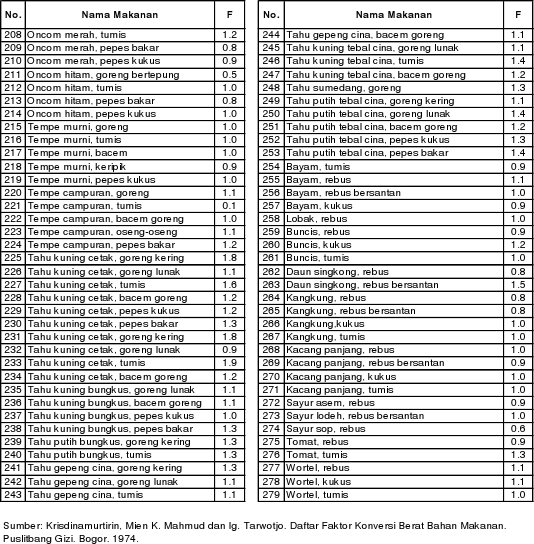 No. Nama Makanan F
208 Oncom merah, tumis 1.2
209 Oncom merah, pepes bakar 0.8
210 Oncom merah, pepes kukus 0.9
211 Oncom hitam, goreng bertepung 0.5
212 Oncom hitam, tumis 1.0
213 Oncom hitam, pepes bakar 0.8
214 Oncom hitam, pepes kukus 1.0
215 Tempe murni, goreng 1.0
216 Tempe murni, tumis 1.0
217 Tempe murni, bacem 1.0
218 Tempe murni, keripik 0.9
219 Tempe murni, pepes kukus 1.0
220 Tempe campuran, goreng 1.1
221 Tempe campuran, tumis 0.1
222 Tempe campuran, bacem goreng 1.0
223 Tempe campuran, oseng-oseng 1.1
224 Tempe campuran, pepes bakar 1.2
225 Tahu kuning cetak, goreng kering 1.8
226 Tahu kuning cetak, goreng lunak 1.1
227 Tahu kuning cetak, tumis 1.6
228 Tahu kuning cetak, bacem goreng 1.2
229 Tahu kuning cetak, pepes kukus 1.2
230 Tahu kuning cetak, pepes bakar 1.3
231 Tahu kuning cetak, goreng kering 1.8
232 Tahu kuning cetak, goreng lunak 0.9
233 Tahu kuning cetak, tumis 1.9
234 Tahu kuning cetak, bacem goreng 1.2
235 Tahu kuning bungkus, goreng lunak 1.1
236 Tahu kuning bungkus, bacem goreng 1.1
237 Tahu kuning bungkus, pepes kukus 1.0
238 Tahu kuning bungkus, pepes bakar 1.3
239 Tahu putih bungkus, goreng kering 1.3
240 Tahu putih bungkus, tumis 1.3
241 Tahu gepeng cina, goreng kering 1.3
242 Tahu gepeng cina, goreng lunak 1.1
243 Tahu gepeng cina, tumis 1.1
No. Nama Makanan F
244 Tahu gepeng cina, bacem goreng 1.1
245 Tahu kuning tebal cina, goreng lunak 1.1
246 Tahu kuning tebal cina, tumis 1.4
247 Tahu kuning tebal cina, bacem goreng 1.2
248 Tahu sumedang, goreng 1.3
249 Tahu putih tebal cina, goreng kering 1.1
250 Tahu putih tebal cina, goreng lunak 1.4
251 Tahu putih tebal cina, bacem goreng 1.2
252 Tahu putih tebal cina, pepes kukus 1.3
253 Tahu putih tebal cina, pepes bakar 1.4
254 Bayam, tumis 0.9
255 Bayam, rebus 1.1
256 Bayam, rebus bersantan 1.0
257 Bayam, kukus 0.9
258 Lobak, rebus 1.0
259 Buncis, rebus 0.9
260 Buncis, kukus 1.2
261 Buncis, tumis 1.0
262 Daun singkong, rebus 0.8
263 Daun singkong, rebus bersantan 1.5
264 Kangkung, rebus 0.8
265 Kangkung, rebus bersantan 0.8
266 Kangkung,kukus 1.0
267 Kangkung, tumis 1.0
268 Kacang panjang, rebus 1.0
269 Kacang panjang, rebus bersantan 0.9
270 Kacang panjang, kukus 1.0
271 Kacang panjang, tumis 1.0
272 Sayur asem, rebus 0.9
273 Sayur lodeh, rebus bersantan 1.0
274 Sayur sop, rebus 0.6
275 Tomat, rebus 0.9
276 Tomat, tumis 1.3
277 Wortel, rebus 1.1
278 Wortel, kukus 1.1
279 Wortel, tumis 1.0
Sumber: Krisdinamurtirin, Mien K. Mahmud dan Ig. Tarwotjo. Daftar Faktor Konversi Berat Bahan Makanan.
Puslitbang Gizi. Bogor. 1974.